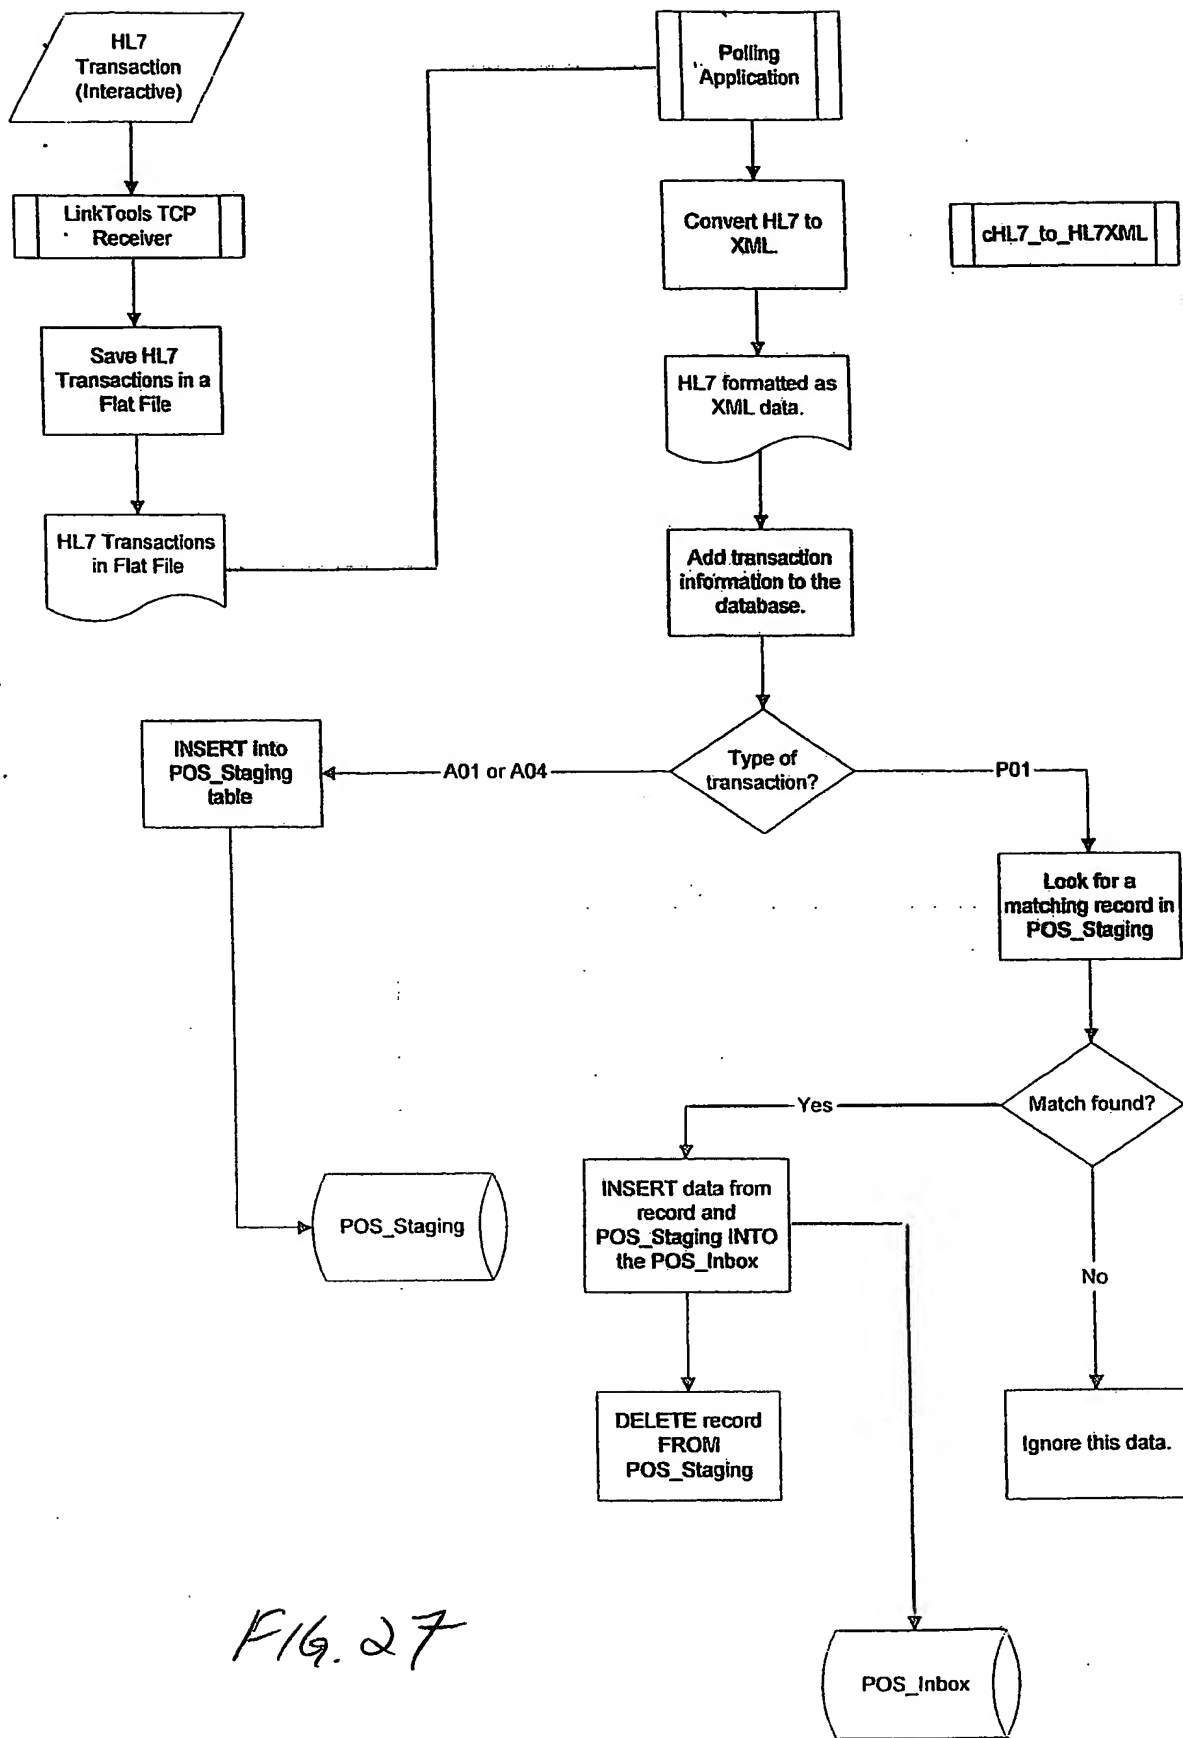 HL7
Transaction
(Interactive)
LinkTools TCP
Receiver
Save HL7
Transactions in a
Flat File
HL7 Transactions
in Flat File
Polling
Application
Convert HL7 to
XML.
cHL7_to_HL7XML
HL7 formatted as
XML data.
Add transaction
information to the
database.
Type of
transaction?
A01 or A04
P01
INSERT into
POS_Staging
table
POS_Staging
Look for a
matching record in
POS_Staging
Match found?
Yes
No
INSERT data from
record and
POS_Staging INTO
the POS_Inbox
DELETE record
FROM
POS_Staging
Ignore this data.
POS_Inbox
FIG. 27